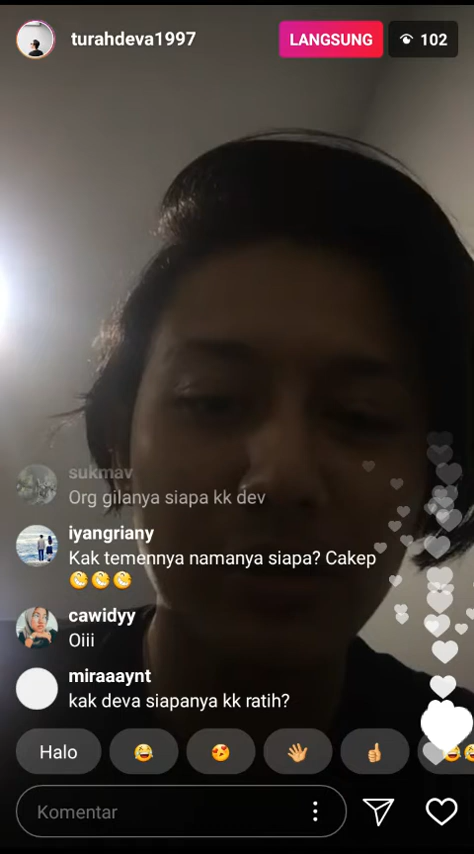 turahdeva1997
LANGSUNG
102
sukmav
Org gilanya siapa kk dev
iyangriany
Kak temennya namanya siapa? Cakep
cawidyy
Oiii
miraaaynt
kak deva siapanya kk ratih?
Halo
Komentar